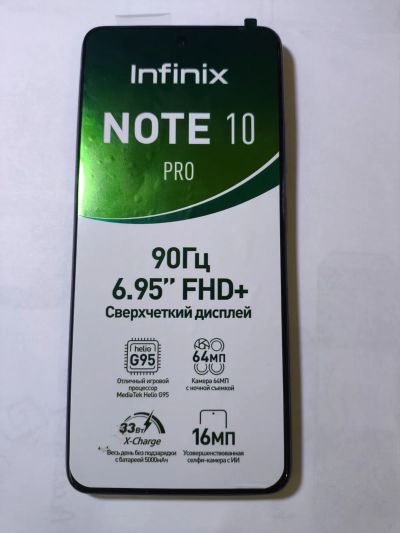 Infinix
NOTE 10
PRO
90Гц
6.95” FHD+
Сверхчеткий дисплей
helio
G95
64МП
Отличный игровой
процессор
MediaTek Helio G95
Камера 64МП
с ночной съемкой
33Вт
X-Charge
16МП
Весь день без подзарядки
с батареей 5000мАч
Усовершенствованная
селфи-камера с ИИ